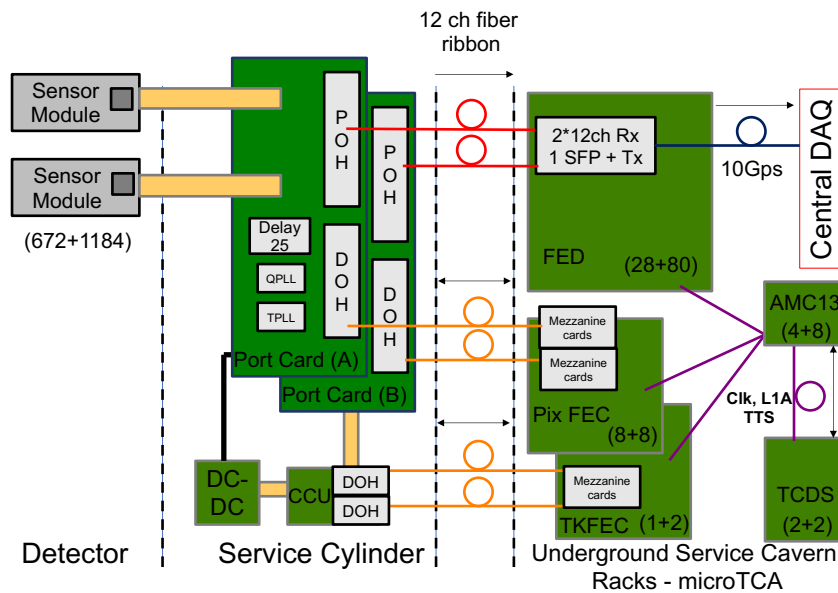 12 ch fiber
ribbon
Sensor
Module
Sensor
Module
(672+1184)
P
O
H
P
O
H
Delay
25
QPLL
TPLL
D
O
H
D
O
H
Port Card (A)
Port Card (B)
2*12ch Rx
1 SFP + Tx
FED
(28+80)
10Gps
Central DAQ
AMC13
(4+8)
Mezzanine
cards
Mezzanine
cards
Pix FEC
(8+8)
Clk, L1A
TTS
DC-
DC
CCU
DOH
DOH
Mezzanine
cards
TKFEC
(1+2)
TCDS
(2+2)
Detector
Service Cylinder
Underground Service Cavern
Racks - microTCA